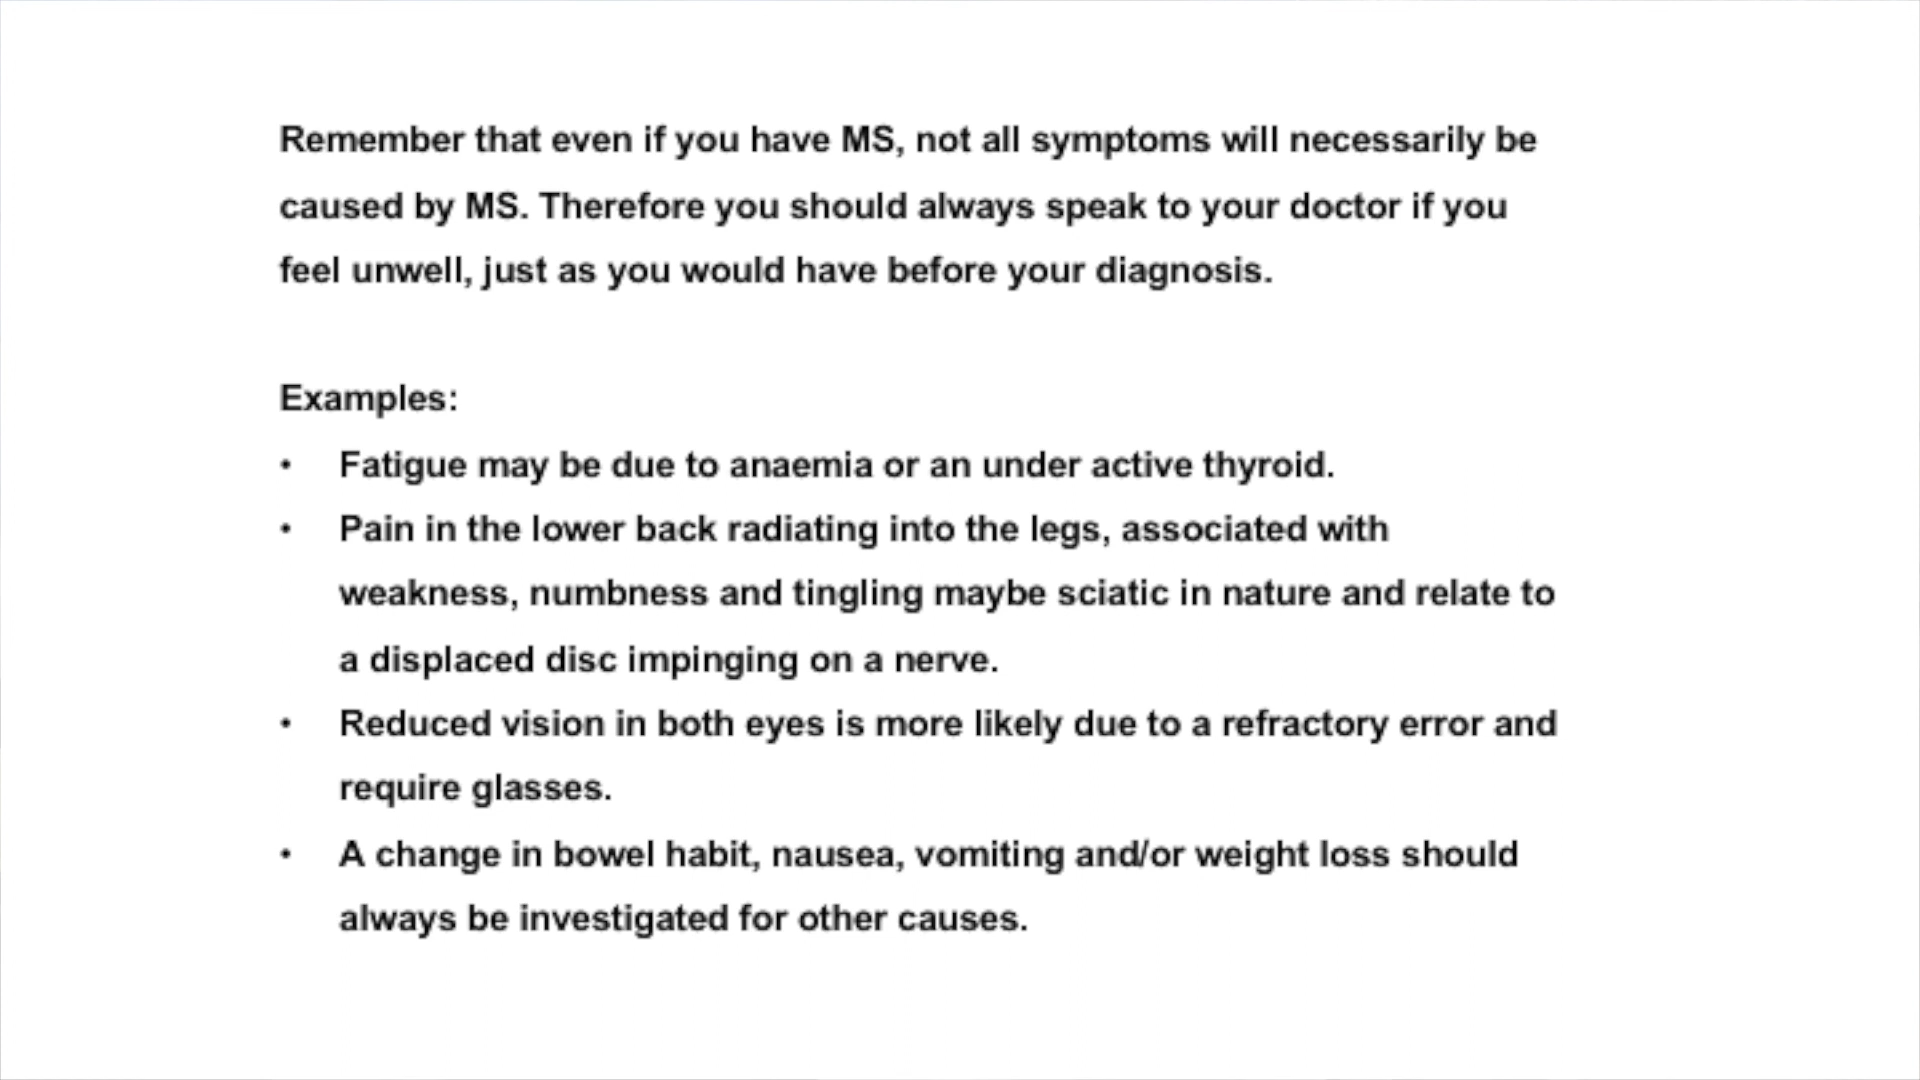 Remember that even if you have MS, not all symptoms will necessarily be
caused by MS. Therefore you should always speak to your doctor if you
feel unwell, just as you would have before your diagnosis.
Examples:
• Fatigue may be due to anaemia or an under active thyroid.
• Pain in the lower back radiating into the legs, associated with
weakness, numbness and tingling maybe sciatic in nature and relate to
a displaced disc impinging on a nerve.
• Reduced vision in both eyes is more likely due to a refractory error and
require glasses.
• A change in bowel habit, nausea, vomiting and/or weight loss should
always be investigated for other causes.